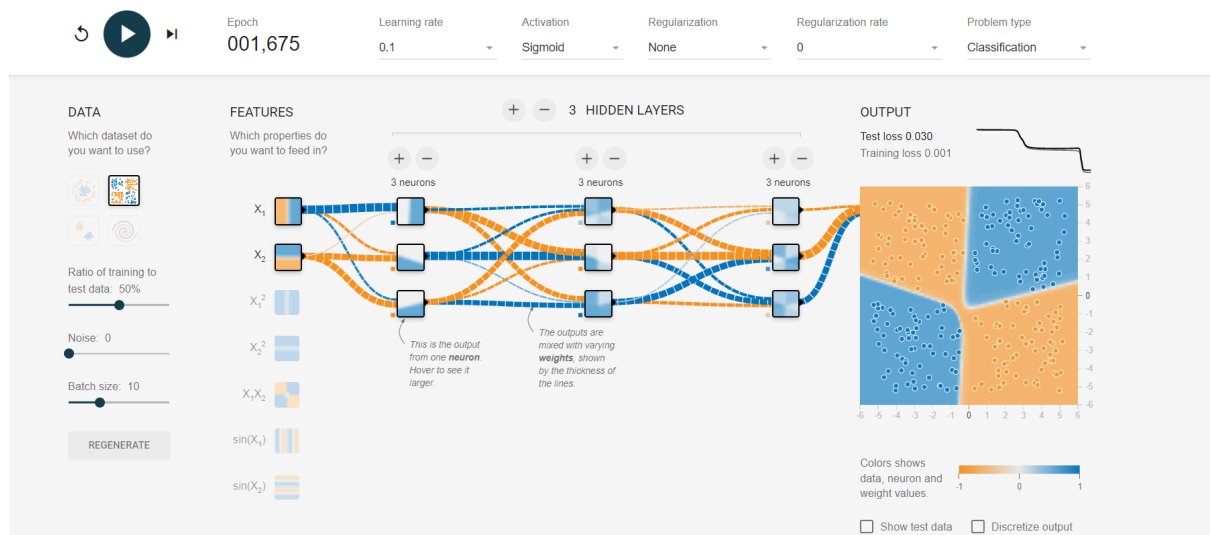 Epoch
001,675
Learning rate
0.1
Activation
Sigmoid
Regularization
None
Regularization rate
0
Problem type
Classification
DATA
Which dataset do
you want to use?
Ratio of training to
test data: 50%
Noise: 0
Batch size: 10
REGENERATE
FEATURES
Which properties do
you want to feed in?
X₁
X₂
X₁²
X₂²
X₁X₂
sin(X₁)
sin(X₂)
+ − 3 HIDDEN LAYERS
+ −
3 neurons
+ −
3 neurons
+ −
3 neurons
This is the output
from one neuron.
Hover to see it
larger.
The outputs are
mixed with varying
weights, shown
by the thickness of
the lines.
OUTPUT
Test loss 0.030
Training loss 0.001
6
5
4
3
2
1
0
-1
-2
-3
-4
-5
-6
-6 -5 -4 -3 -2 -1 0 1 2 3 4 5 6
Colors shows
data, neuron and
weight values.
-1 0 1
Show test data
Discretize output